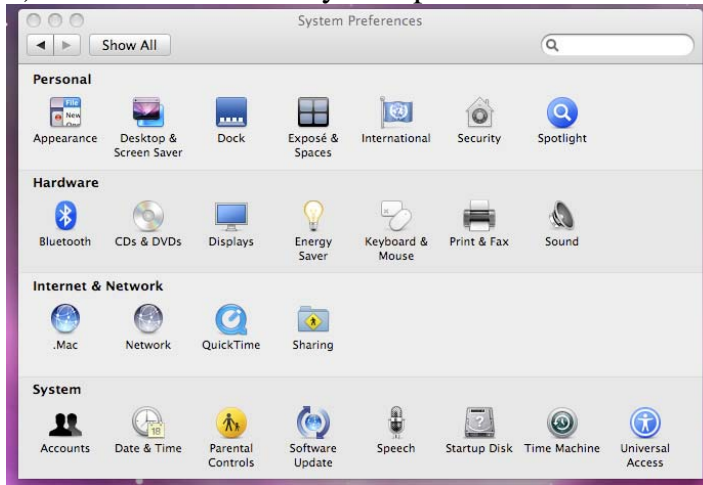 System Preferences
Show All
Personal
File
New
Appearance
Desktop &
Screen Saver
Dock
Exposé &
Spaces
International
Security
Spotlight
Hardware
Bluetooth
CDs & DVDs
Displays
Energy
Saver
Keyboard &
Mouse
Print & Fax
Sound
Internet & Network
.Mac
Network
QuickTime
Sharing
System
18
Accounts
Date & Time
Parental
Controls
Software
Update
Speech
Startup Disk
Time Machine
Universal
Access